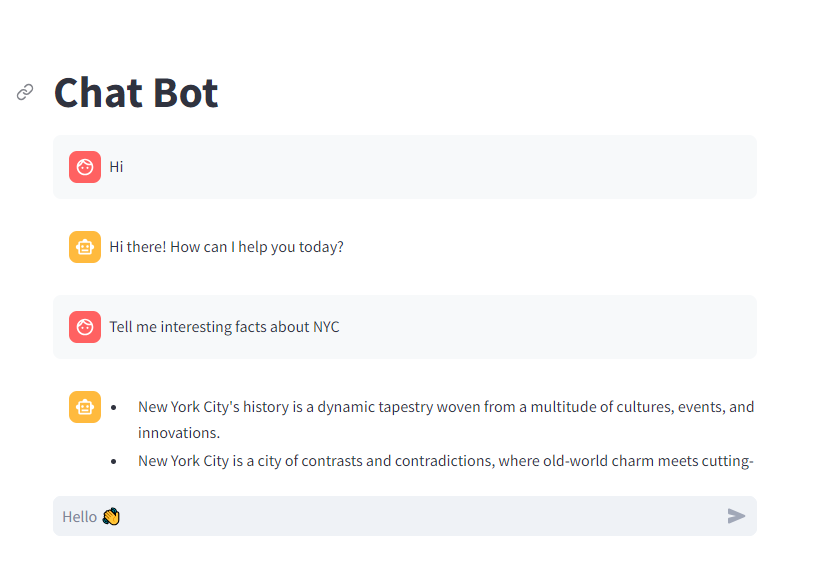 Chat Bot
Hi
Hi there! How can I help you today?
Tell me interesting facts about NYC
• New York City's history is a dynamic tapestry woven from a multitude of cultures, events, and
innovations.
• New York City is a city of contrasts and contradictions, where old-world charm meets cutting-
Hello 👋